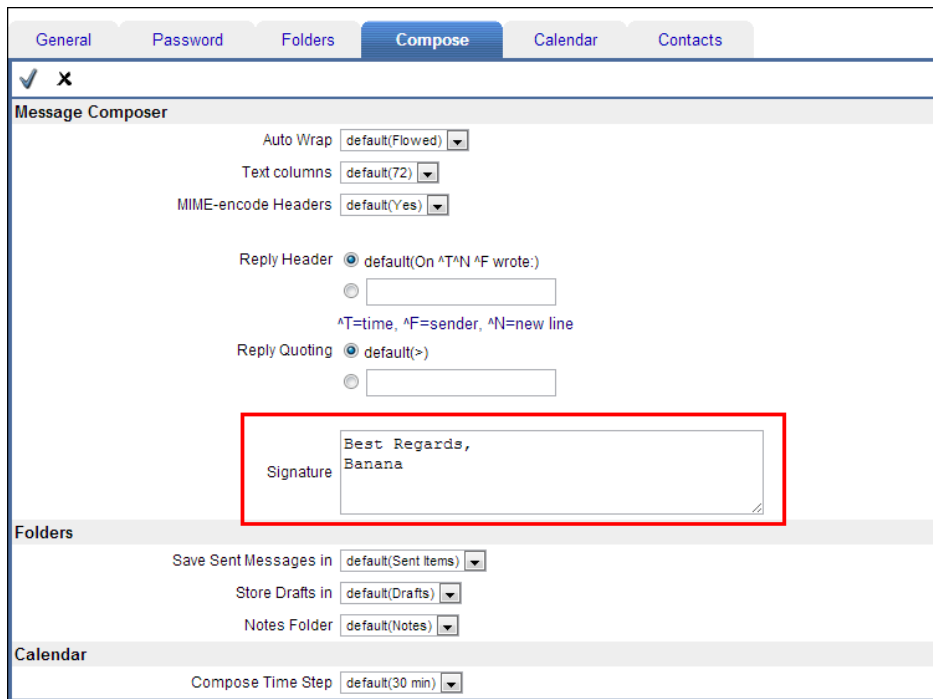 General Password Folders Compose Calendar Contacts
Message Composer
Auto Wrap default(Flowed)
Text columns default(72)
MIME-encode Headers default(Yes)
Reply Header default(On ^T^N ^F wrote:)
^T=time, ^F=sender, ^N=new line
Reply Quoting default(>)
Signature
Best Regards,
Banana
Folders
Save Sent Messages in default(Sent Items)
Store Drafts in default(Drafts)
Notes Folder default(Notes)
Calendar
Compose Time Step default(30 min)